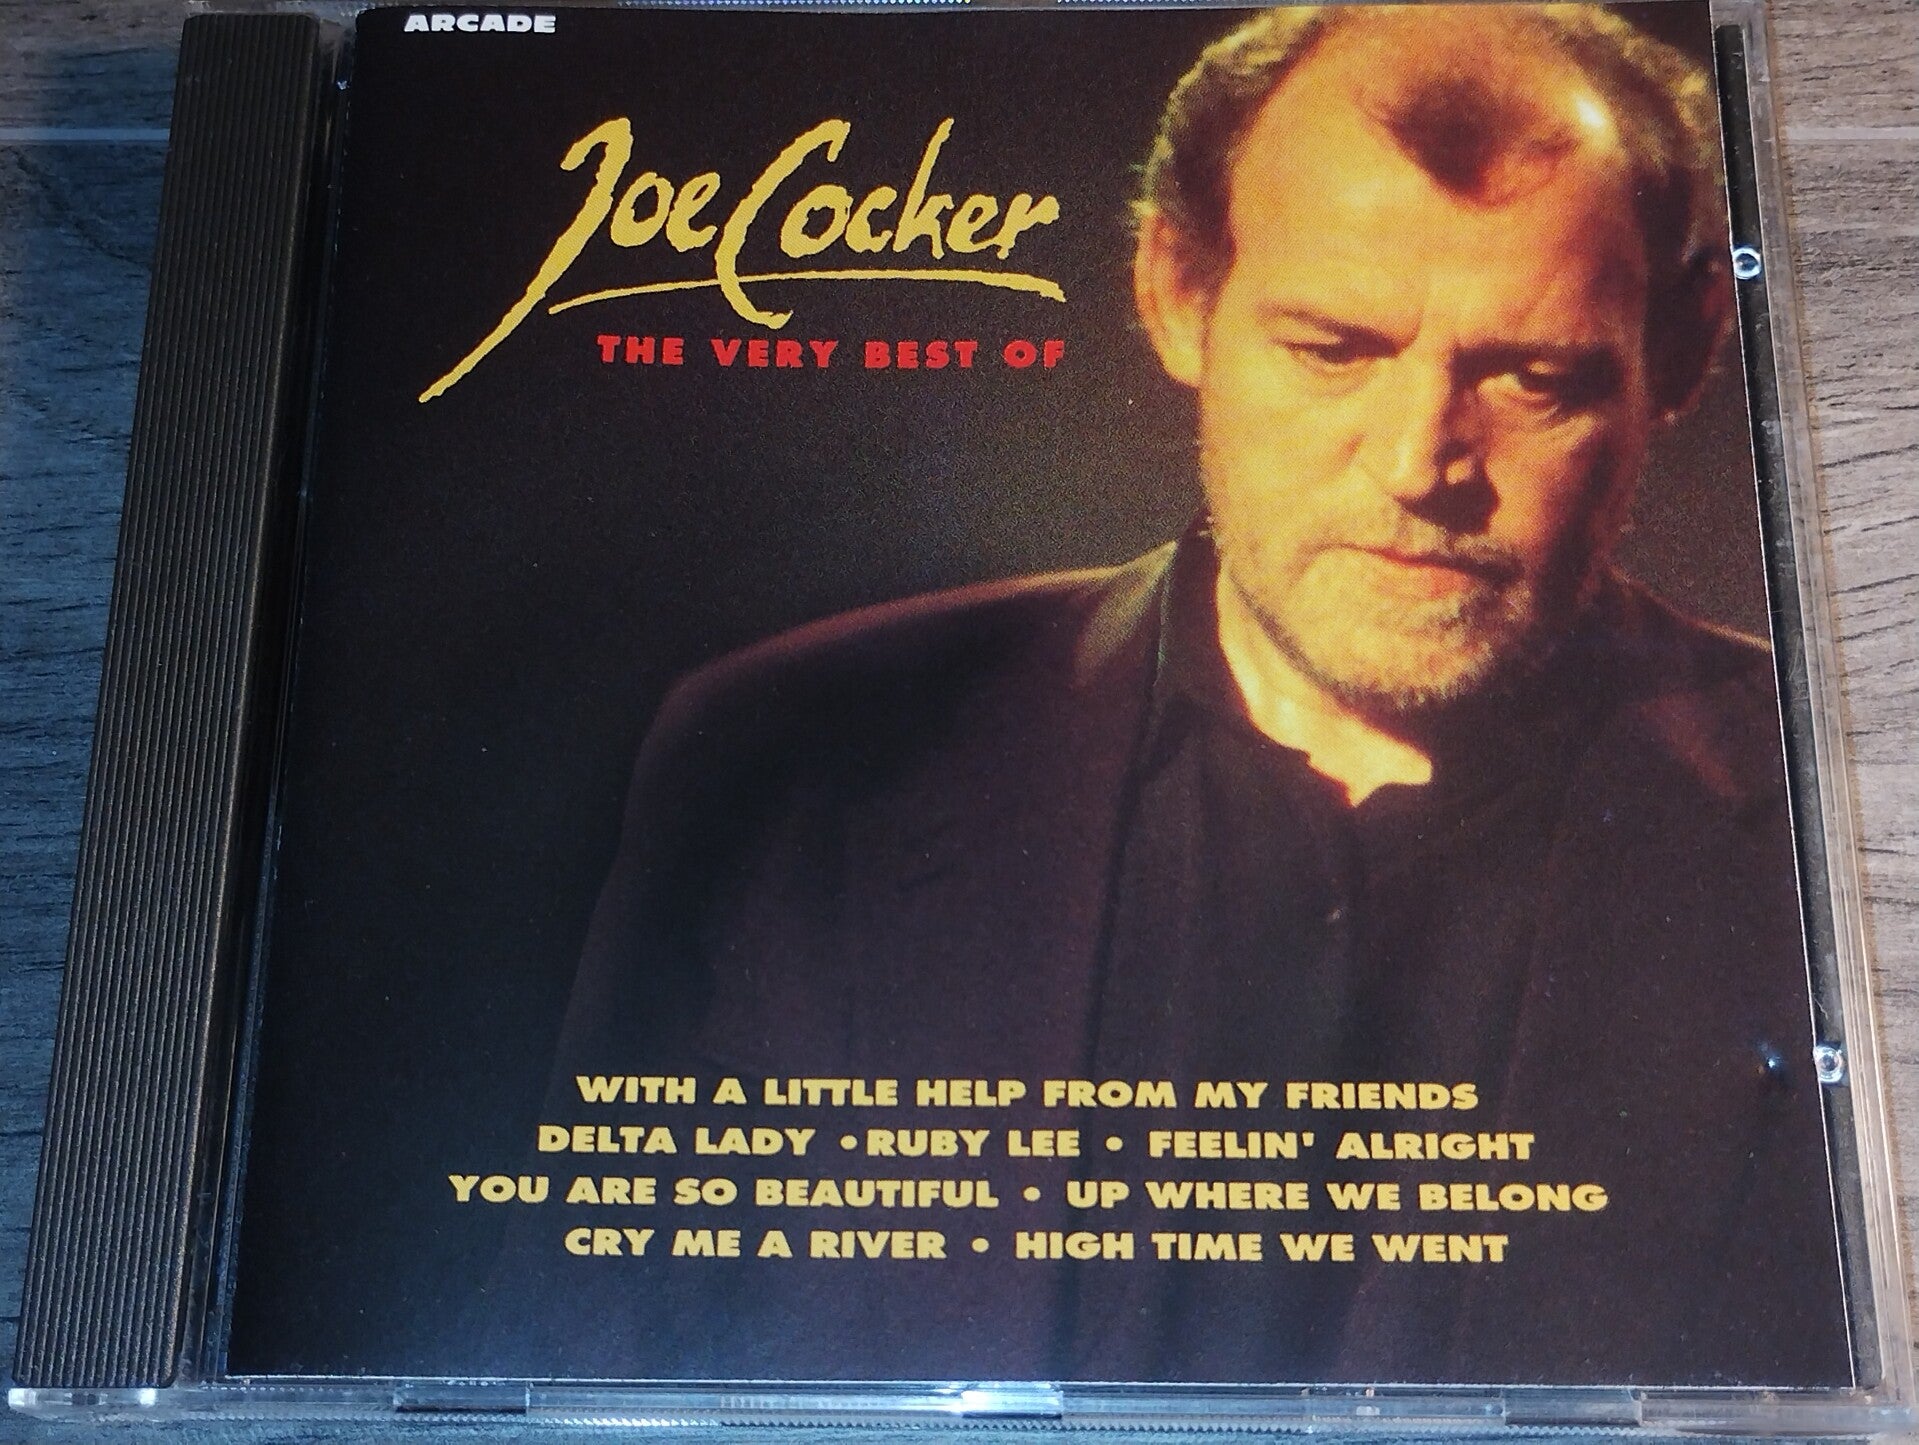 ARCADE
Joe Cocker
THE VERY BEST OF
WITH A LITTLE HELP FROM MY FRIENDS
DELTA LADY • RUBY LEE • FEELIN' ALRIGHT
YOU ARE SO BEAUTIFUL • UP WHERE WE BELONG
CRY ME A RIVER • HIGH TIME WE WENT